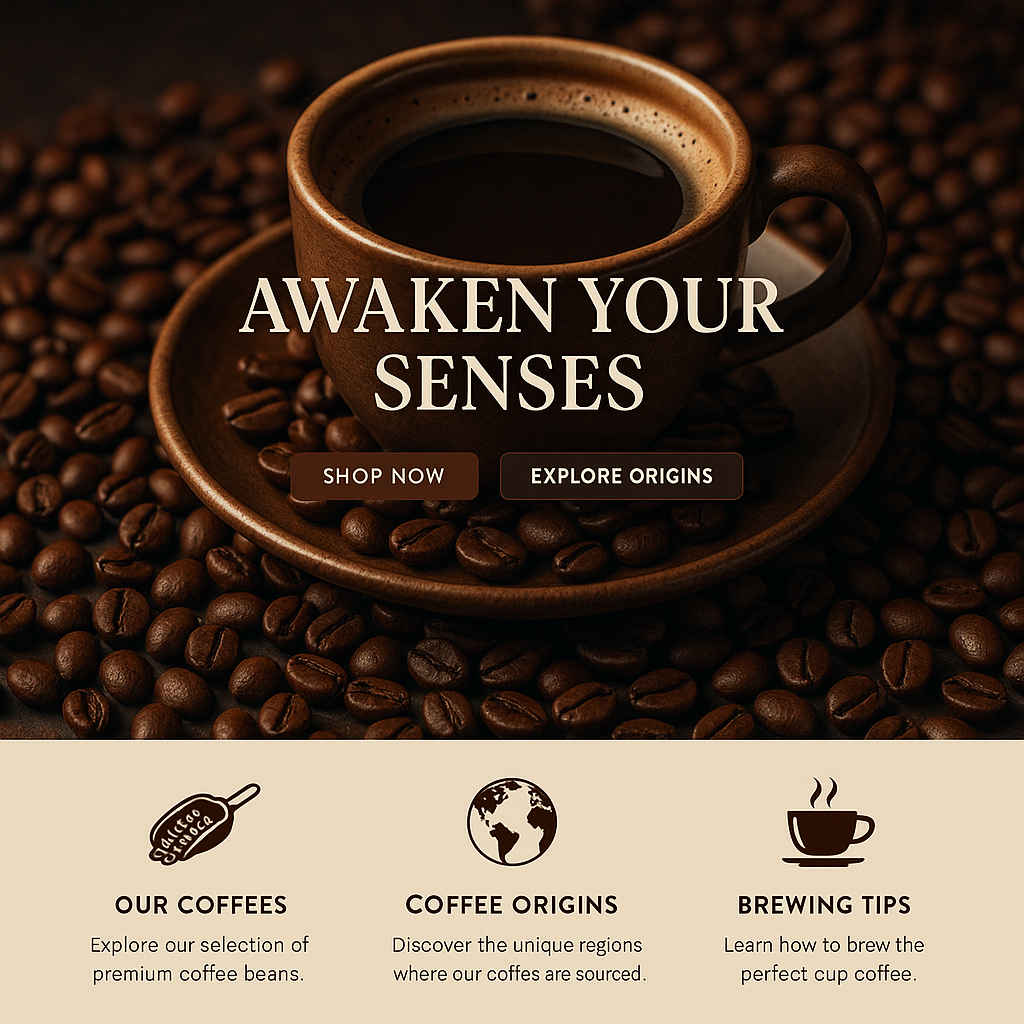 AWAKEN YOUR
SENSES
SHOP NOW
EXPLORE ORIGINS
OUR COFFEES
Explore our selection of
premium coffee beans.
COFFEE ORIGINS
Discover the unique regions
where our coffes are sourced.
BREWING TIPS
Learn how to brew the
perfect cup coffee.